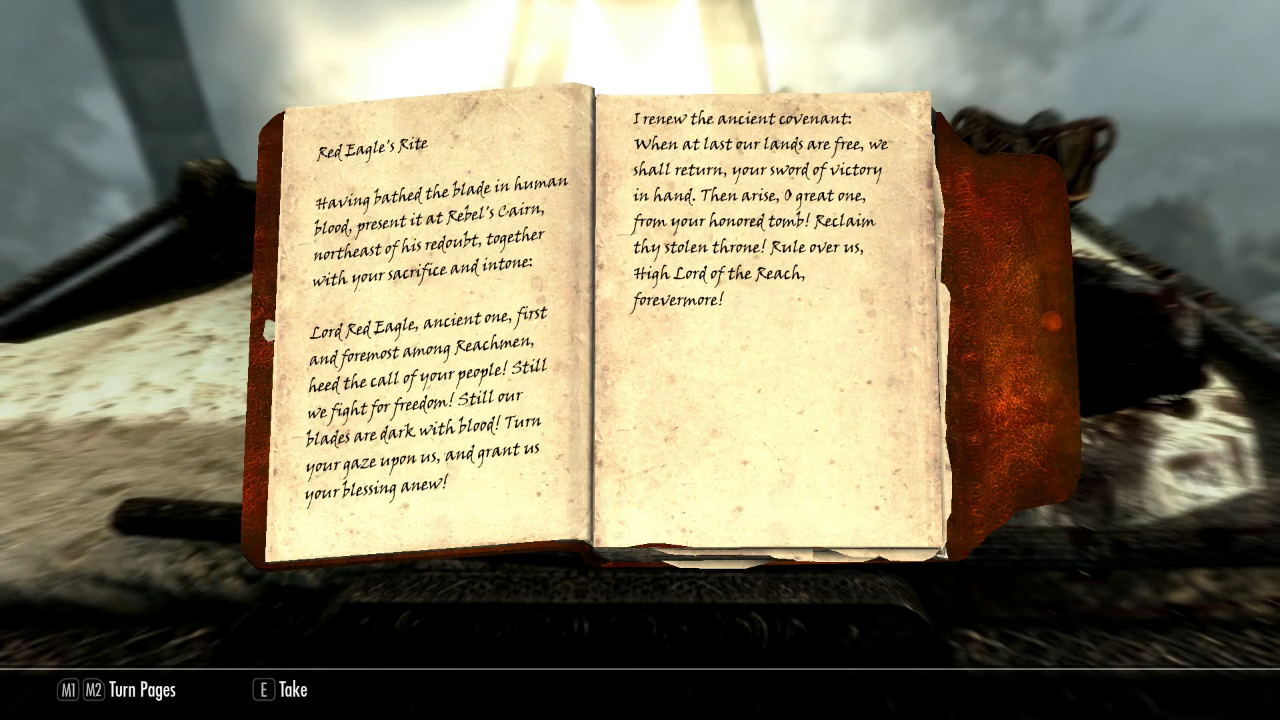 Red Eagle's Rite
Having bathed the blade in human
blood, present it at Rebel's Cairn,
northeast of his redoubt, together
with your sacrifice and intone:
Lord Red Eagle, ancient one, first
and foremost among Reachmen,
heed the call of your people! Still
we fight for freedom! Still our
blades are dark with blood! Turn
your gaze upon us, and grant us
your blessing anew!
I renew the ancient covenant:
When at last our lands are free, we
shall return, your sword of victory
in hand. Then arise, O great one,
from your honored tomb! Reclaim
thy stolen throne! Rule over us,
High Lord of the Reach,
forevermore!
M1 M2 Turn Pages
E Take